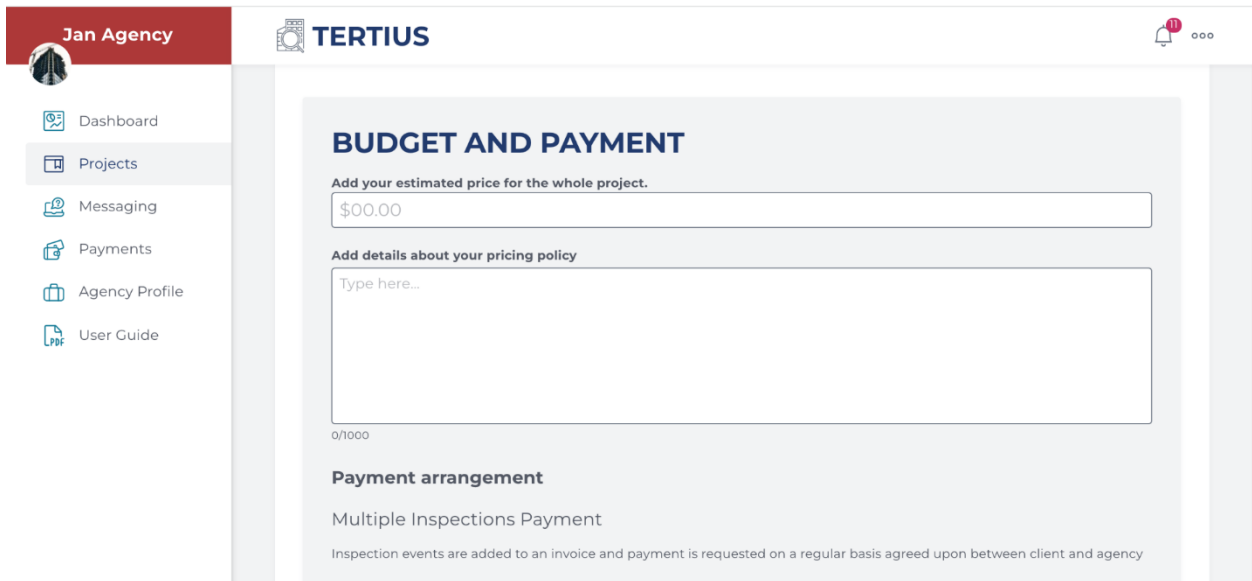 Jan Agency
TERTIUS
11
Dashboard
Projects
Messaging
Payments
Agency Profile
PDF
User Guide
BUDGET AND PAYMENT
Add your estimated price for the whole project.
$00.00
Add details about your pricing policy
Type here...
0/1000
Payment arrangement
Multiple Inspections Payment
Inspection events are added to an invoice and payment is requested on a regular basis agreed upon between client and agency